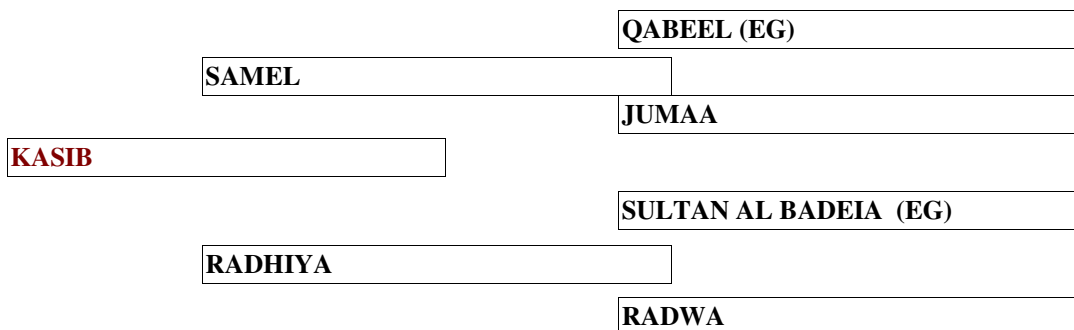 QABEEL (EG)
SAMEL
JUMAA
KASIB
SULTAN AL BADEIA  (EG)
RADHIYA
RADWA